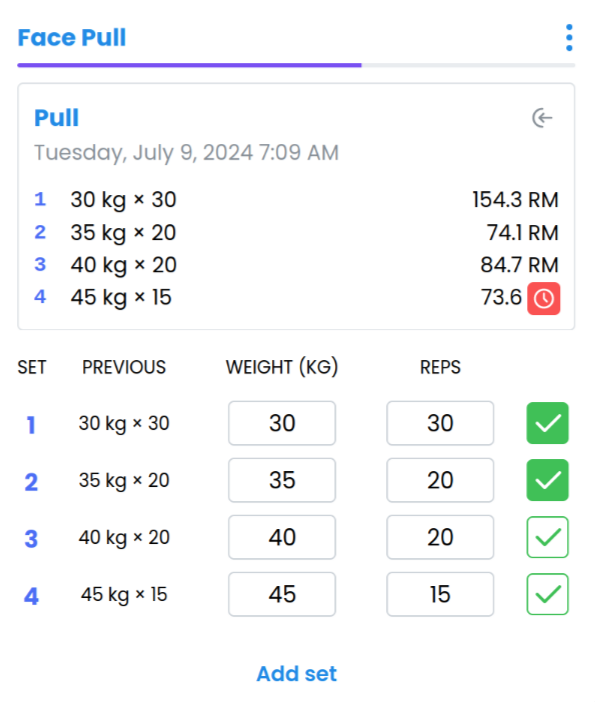 Face Pull
Pull
Tuesday, July 9, 2024 7:09 AM
1 30 kg × 30 154.3 RM
2 35 kg × 20 74.1 RM
3 40 kg × 20 84.7 RM
4 45 kg × 15 73.6
SET PREVIOUS WEIGHT (KG) REPS
1 30 kg × 30 30 30
2 35 kg × 20 35 20
3 40 kg × 20 40 20
4 45 kg × 15 45 15
Add set